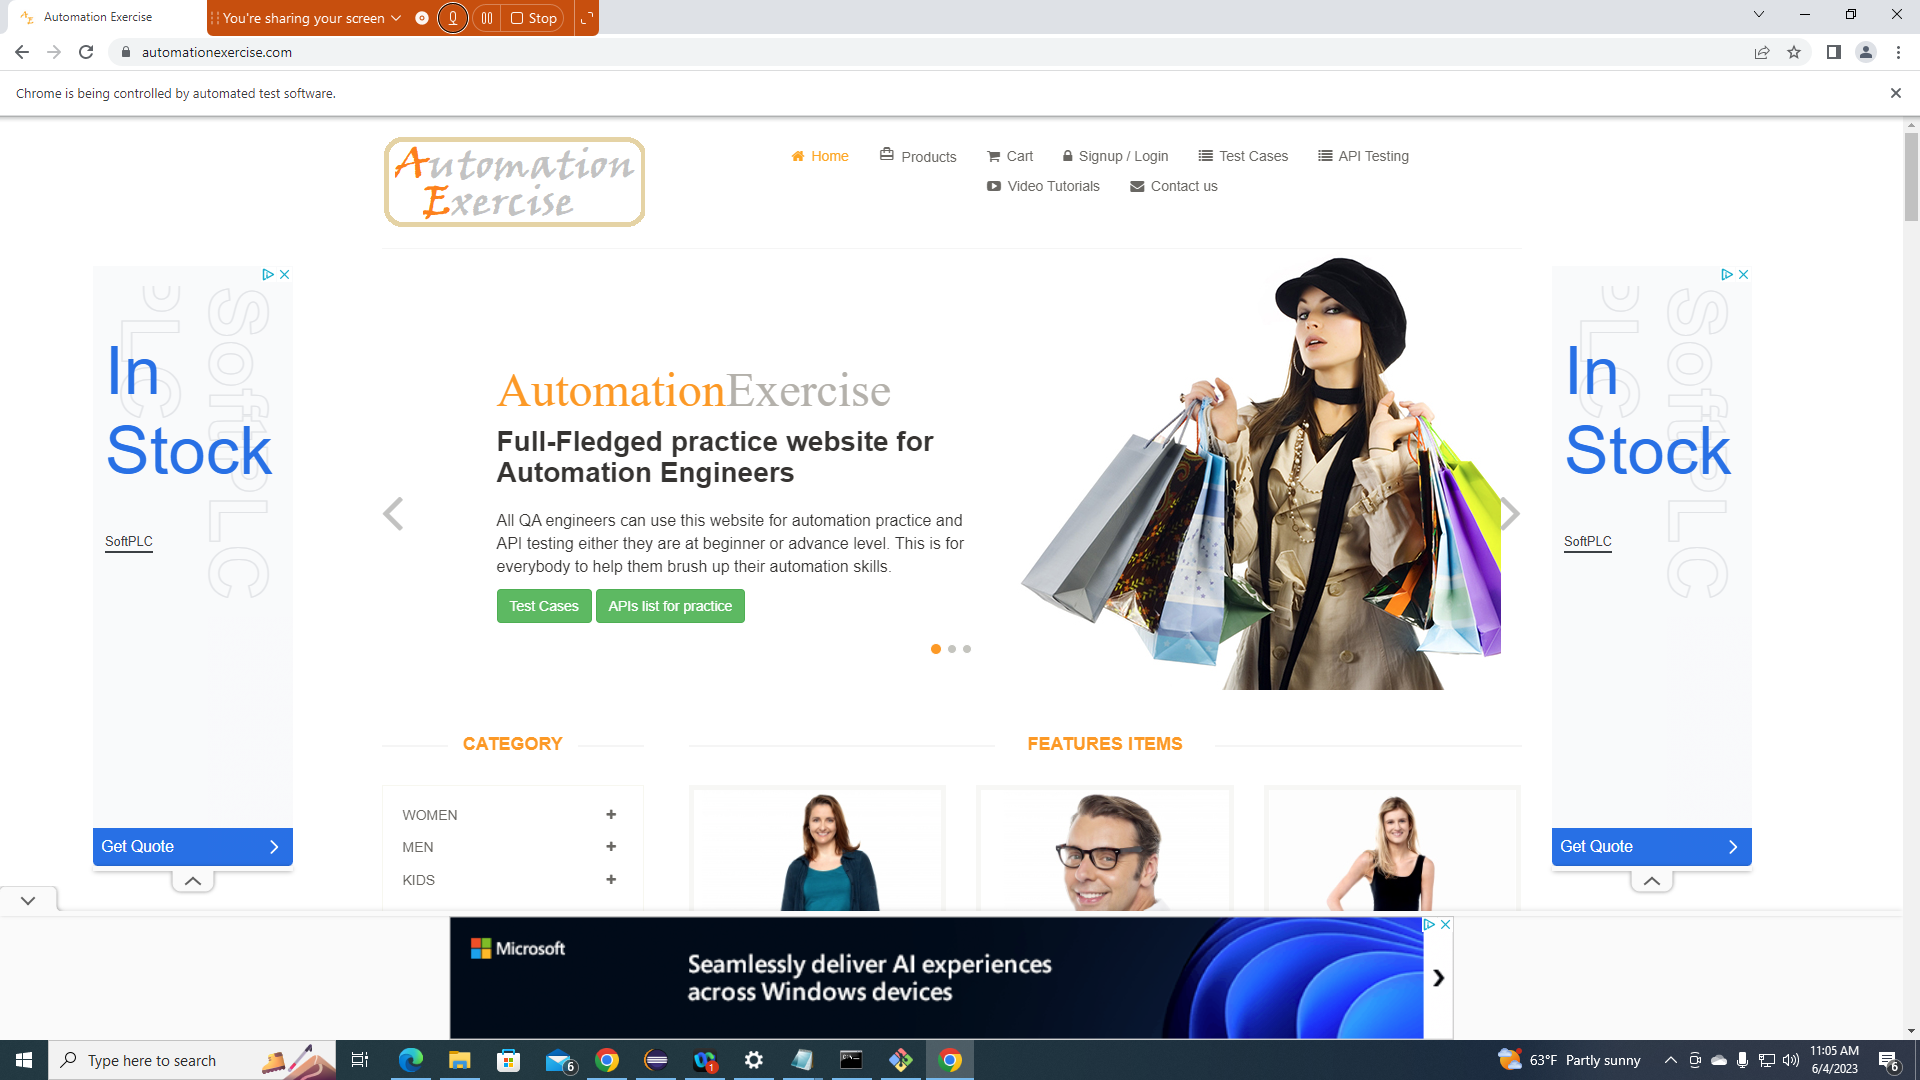 Automation Exercise
You're sharing your screen
Stop
automationexercise.com
Chrome is being controlled by automated test software.
Automation
Exercise
Home
Products
Cart
Signup / Login
Test Cases
API Testing
Video Tutorials
Contact us
In
Stock
SoftPLC
SoftPLC
Get Quote
AutomationExercise
Full-Fledged practice website for
Automation Engineers
All QA engineers can use this website for automation practice and
API testing either they are at beginner or advance level. This is for
everybody to help them brush up their automation skills.
Test Cases
APIs list for practice
In
Stock
SoftPLC
SoftPLC
Get Quote
CATEGORY
WOMEN
MEN
KIDS
FEATURES ITEMS
Microsoft
Seamlessly deliver AI experiences
across Windows devices
Type here to search
6
1
63°F Partly sunny
11:05 AM
6/4/2023
6